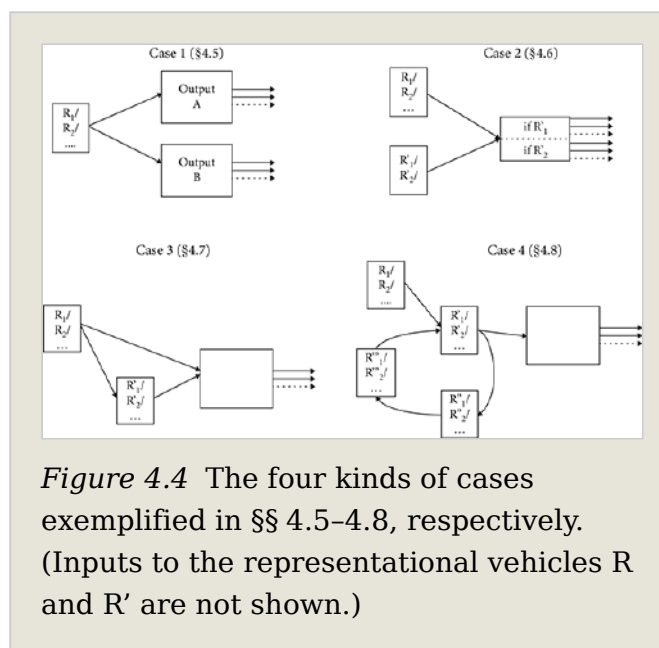 Case 1 (§4.5)
R₁/
R₂/
....
Output
A
Output
B
Case 2 (§4.6)
R₁/
R₂/
...
R'₁/
R'₂/
if R'₁
if R'₂
Case 3 (§4.7)
R₁/
R₂/
...
R'₁/
R'₂/
...
Case 4 (§4.8)
R₁/
R₂/
....
R'₁/
R'₂/
...
R'''₁/
R'''₂/
...
R''₁/
R''₂/
...
Figure 4.4 The four kinds of cases
exemplified in §§ 4.5–4.8, respectively.
(Inputs to the representational vehicles R
and R’ are not shown.)